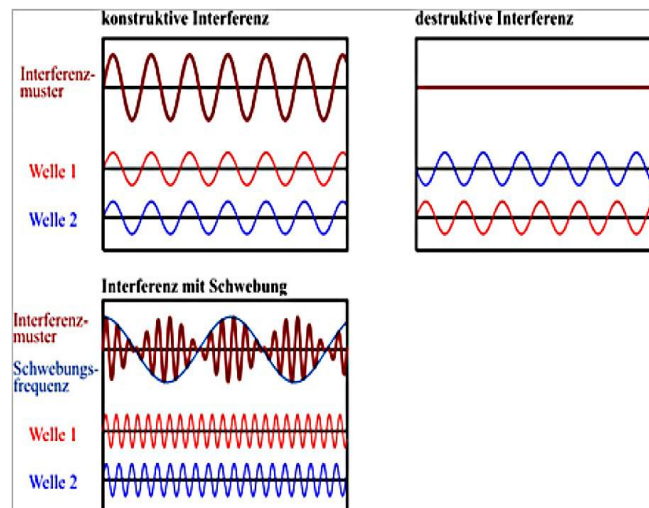 konstruktive Interferenz
Interferenz-
muster
Welle 1
Welle 2
destruktive Interferenz
Interferenz mit Schwebung
Interferenz-
muster
Schwebungs-
frequenz
Welle 1
Welle 2